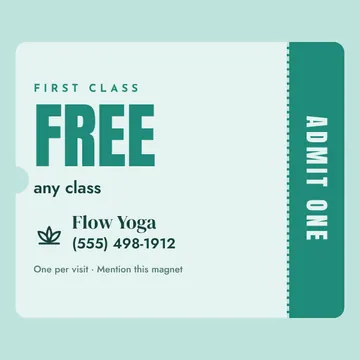 FIRST CLASS
FREE
any class
Flow Yoga
(555) 498-1912
One per visit · Mention this magnet
ADMIT ONE